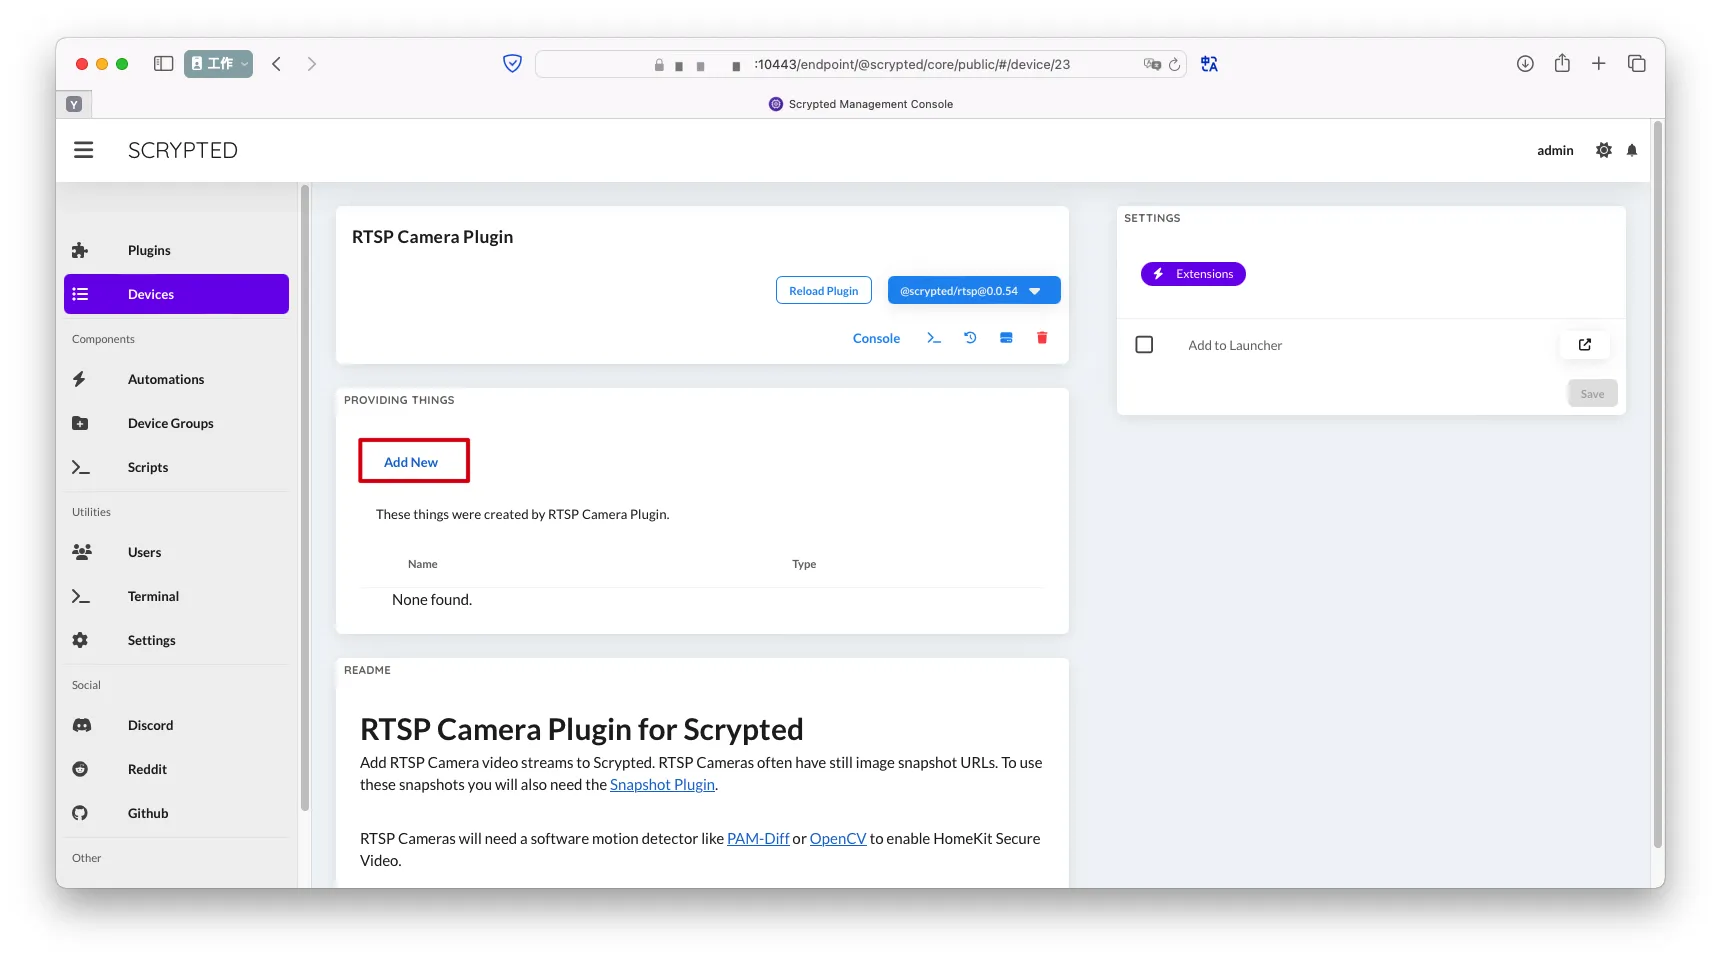 工作
:10443/endpoint/@scrypted/core/public/#/device/23
Y
Scrypted Management Console
SCRYPTED
admin
Plugins
Devices
Components
Automations
Device Groups
Scripts
Utilities
Users
Terminal
Settings
Social
Discord
Reddit
Github
Other
RTSP Camera Plugin
Reload Plugin
@scrypted/rtsp@0.0.54
Console
PROVIDING THINGS
Add New
These things were created by RTSP Camera Plugin.
Name Type
None found.
README
RTSP Camera Plugin for Scrypted
Add RTSP Camera video streams to Scrypted. RTSP Cameras often have still image snapshot URLs. To use
these snapshots you will also need the Snapshot Plugin.
RTSP Cameras will need a software motion detector like PAM-Diff or OpenCV to enable HomeKit Secure
Video.
SETTINGS
Extensions
Add to Launcher
Save